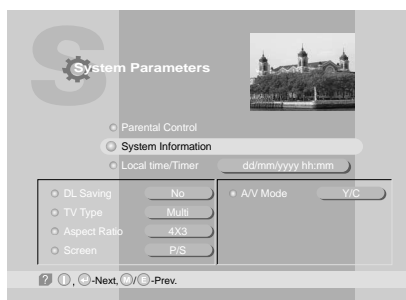 S
System Parameters
Parental Control
System Information
Local time/Timer dd/mm/yyyy hh:mm
DL Saving No
TV Type Multi
Aspect Ratio 4X3
Screen P/S
A/V Mode Y/C
? , -Next, M/E-Prev.